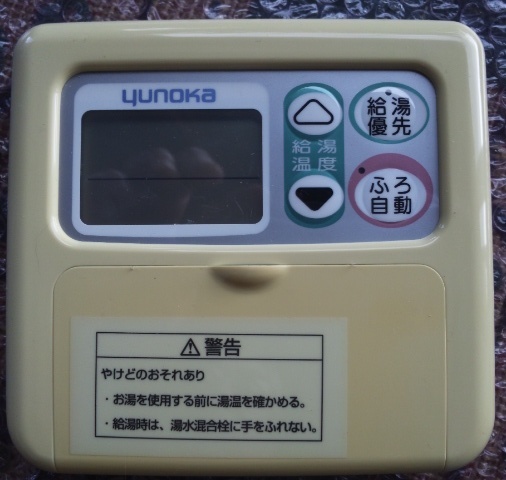 yunoka
給湯
温度
給湯
優先
ふろ
自動
⚠警告
やけどのおそれあり
・お湯を使用する前に湯温を確かめる。
・給湯時は、湯水混合栓に手をふれない。